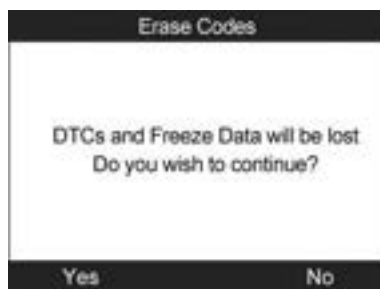 Erase Codes
DTCs and Freeze Data will be lost
Do you wish to continue?
Yes No